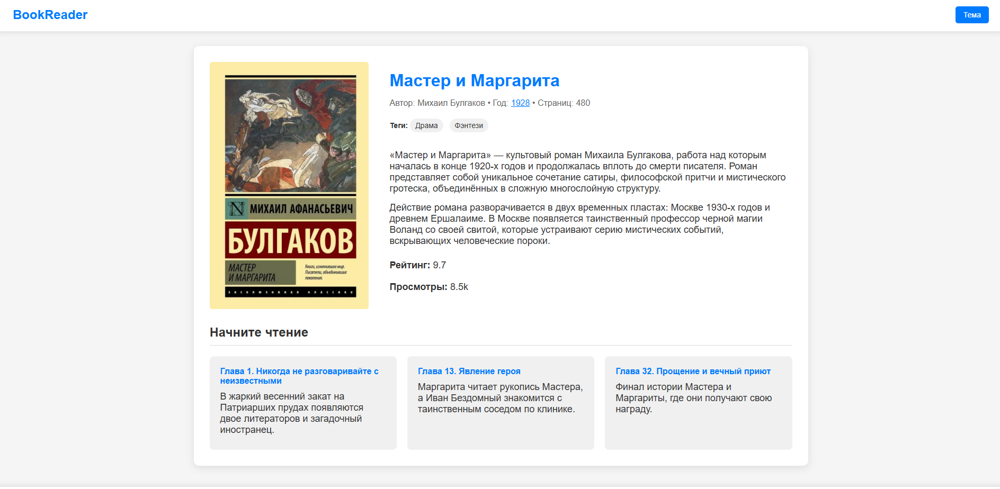 BookReader
Тема
МИХАИЛ АФАНАСЬЕВИЧ
БУЛГАКОВ
МАСТЕР
И МАРГАРИТА
Книги, изменившие мир.
Писатели, объединившие
поколения.
эксклюзивная классика
Мастер и Маргарита
Автор: Михаил Булгаков • Год: 1928 • Страниц: 480
Теги: Драма Фэнтези
«Мастер и Маргарита» — культовый роман Михаила Булгакова, работа над которым
началась в конце 1920-х годов и продолжалась вплоть до смерти писателя. Роман
представляет собой уникальное сочетание сатиры, философской притчи и мистического
гротеска, объединённых в сложную многослойную структуру.
Действие романа разворачивается в двух временных пластах: Москве 1930-х годов и
древнем Ершалаиме. В Москве появляется таинственный профессор черной магии
Воланд со своей свитой, которые устраивают серию мистических событий,
вскрывающих человеческие пороки.
Рейтинг: 9.7
Просмотры: 8.5k
Начните чтение
Глава 1. Никогда не разговаривайте с
неизвестными
В жаркий весенний закат на
Патриарших прудах появляются
двое литераторов и загадочный
иностранец.
Глава 13. Явление героя
Маргарита читает рукопись Мастера,
а Иван Бездомный знакомится с
таинственным соседом по клинике.
Глава 32. Прощение и вечный приют
Финал истории Мастера и
Маргариты, где они получают свою
награду.